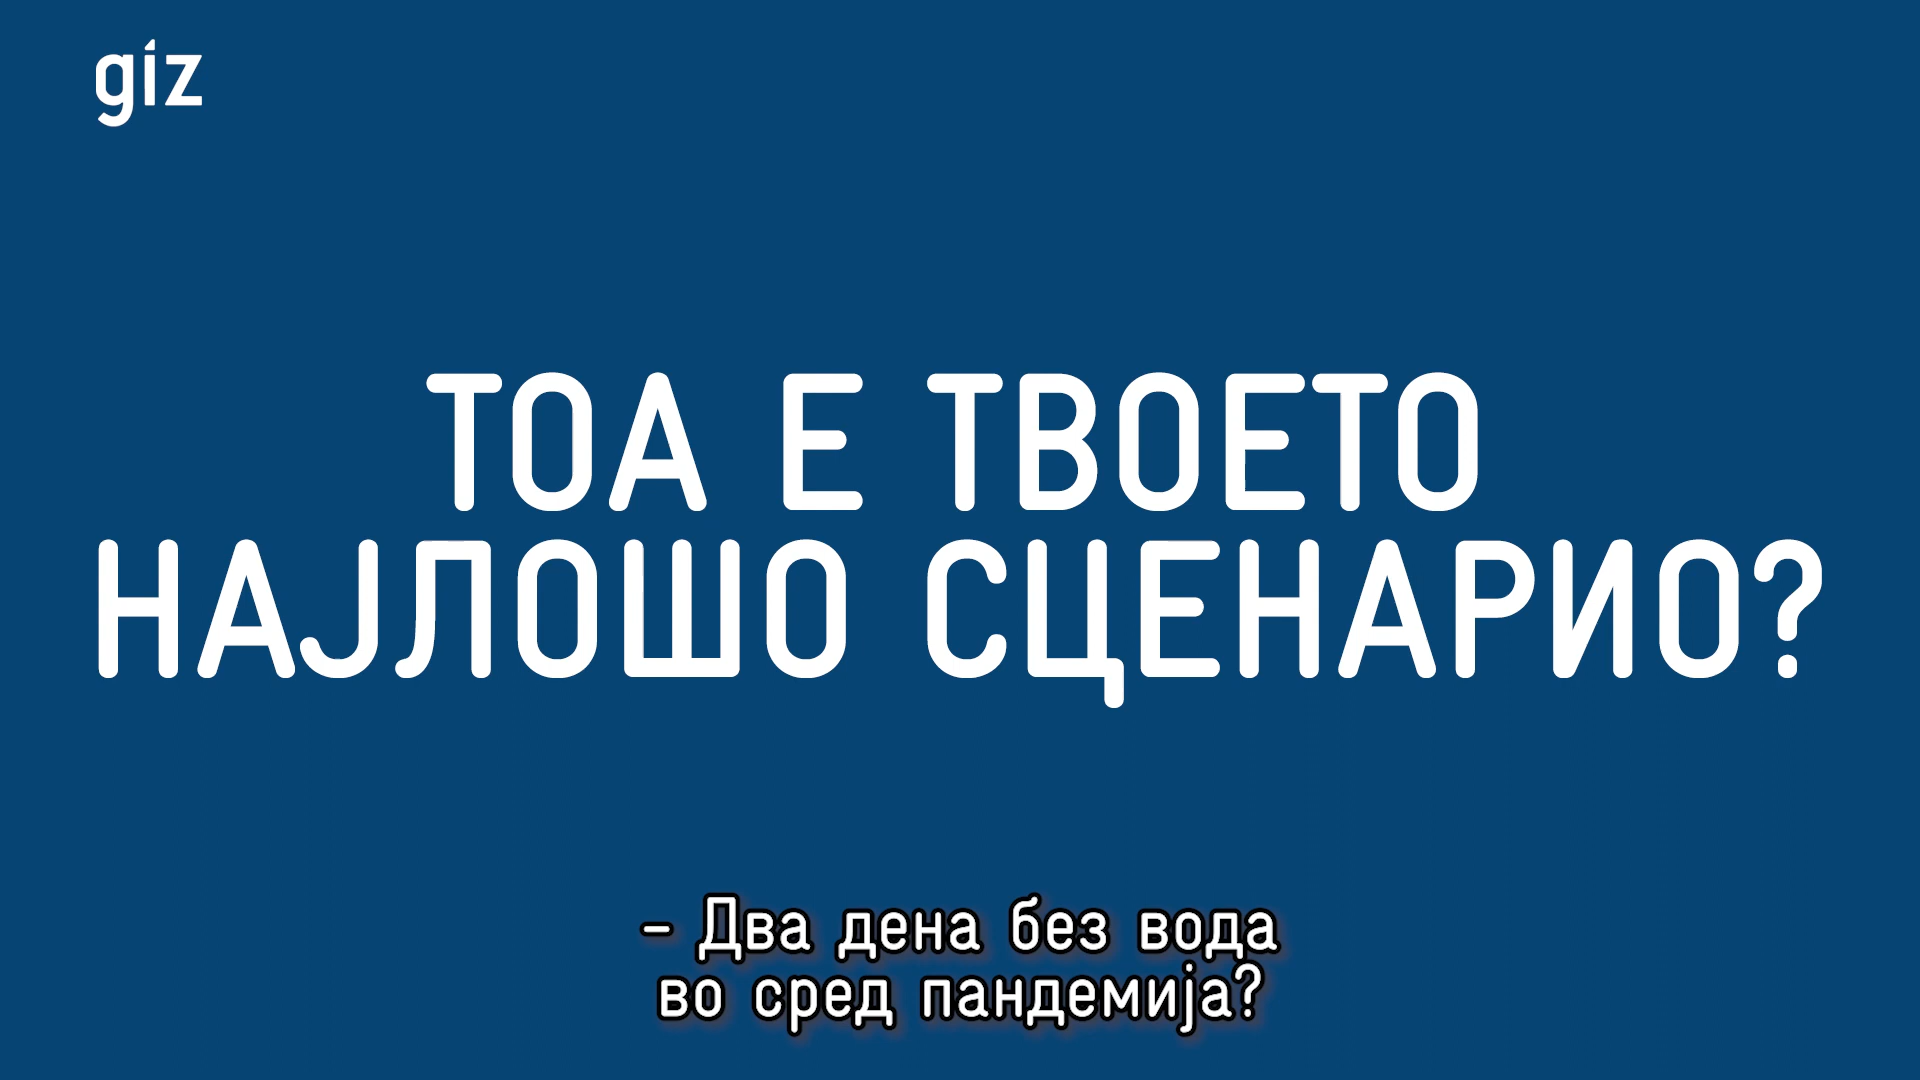 giz
ТОА Е ТВОЕТО
НАЈЛОШО СЦЕНАРИО?
– Два дена без вода
во сред пандемија?